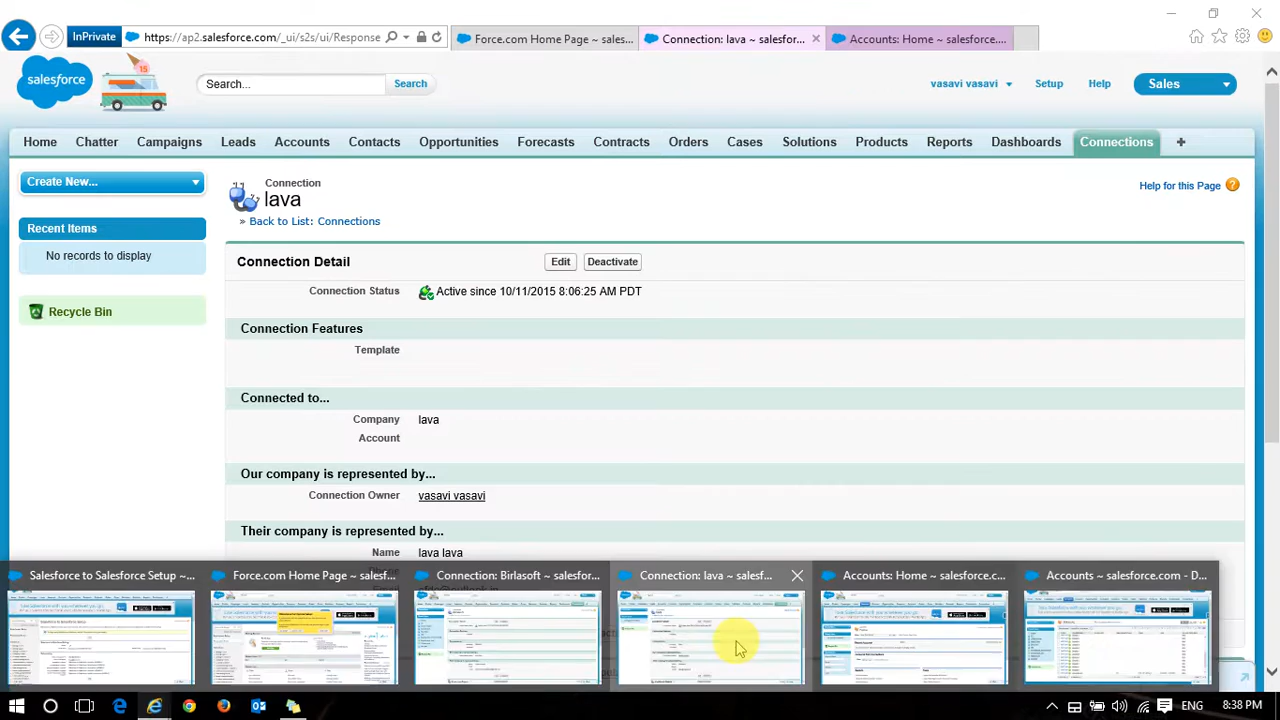 InPrivate
https://ap2.salesforce.com/_ui/s2s/ui/Response
Force.com Home Page ~ sales...
Connection: lava ~ salesfor...
Accounts: Home ~ salesforce....
salesforce
15
Search...
Search
vasavi vasavi
Setup
Help
Sales
Home
Chatter
Campaigns
Leads
Accounts
Contacts
Opportunities
Forecasts
Contracts
Orders
Cases
Solutions
Products
Reports
Dashboards
Connections
+
Create New...
Recent Items
No records to display
Recycle Bin
Connection
lava
» Back to List: Connections
Help for this Page
Connection Detail
Edit
Deactivate
Connection Status
Active since 10/11/2015 8:06:25 AM PDT
Connection Features
Template
Connected to...
Company
lava
Account
Our company is represented by...
Connection Owner
vasavi vasavi
Their company is represented by...
Name
lava lava
Salesforce to Salesforce Setup ~...
Force.com Home Page ~ salesf...
Connection: Bitlasoft ~ salesfor...
Connection: lava ~ salesf...
Accounts: Home ~ salesforce.c...
Accounts ~ salesforce.com - D...
ENG
8:38 PM